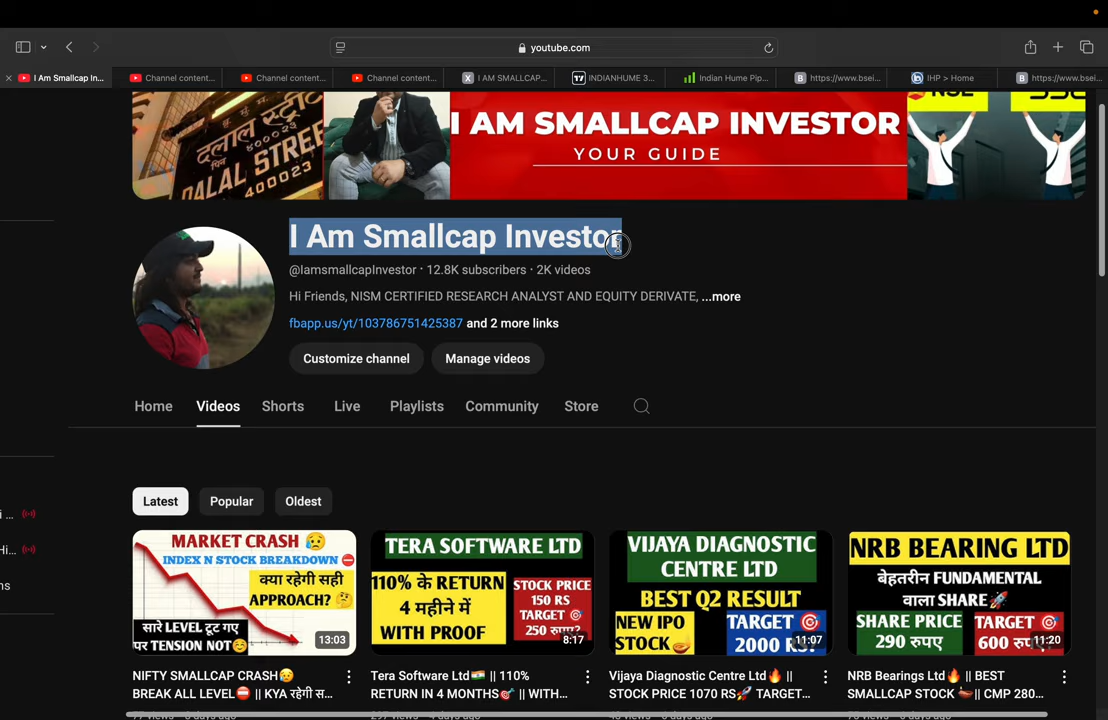 youtube.com
I Am Smallcap In...
Channel content...
Channel content...
Channel content...
I AM SMALLCAP...
INDIANHUME 3...
Indian Hume Pip...
https://www.bsei...
IHP > Home
https://www.bsei...
दलाल स्ट्रीट
४०००२३
DALAL STREET
400023
I AM SMALLCAP INVESTOR
YOUR GUIDE
I Am Smallcap Investor
@IamsmallcapInvestor · 12.8K subscribers · 2K videos
Hi Friends, NISM CERTIFIED RESEARCH ANALYST AND EQUITY DERIVATE, ...more
fbapp.us/yt/103786751425387 and 2 more links
Customize channel
Manage videos
Home
Videos
Shorts
Live
Playlists
Community
Store
Latest
Popular
Oldest
MARKET CRASH 😥
INDEX N STOCK BREAKDOWN ⛔
क्या रहेगी सही
APPROACH? 🤔
सारे LEVEL टूट गए
पर TENSION NOT😊
13:03
TERA SOFTWARE LTD
110% के RETURN
4 महीने में
WITH PROOF
STOCK PRICE
150 RS
TARGET 🎯
8:17
VIJAYA DIAGNOSTIC
CENTRE LTD
BEST Q2 RESULT
NEW IPO
STOCK
TARGET 🎯
2000
11:07
NRB BEARING LTD
बेहतरीन FUNDAMENTAL
वाला SHARE🚀
SHARE PRICE
290 रुपए
TARGET 🎯
600
11:20
NIFTY SMALLCAP CRASH😥
BREAK ALL LEVEL⛔ || KYA रहेगी स...
Tera Software Ltd🇮🇳 || 110%
RETURN IN 4 MONTHS🎯 || WITH...
Vijaya Diagnostic Centre Ltd🔥 ||
STOCK PRICE 1070 RS🚀 TARGET...
NRB Bearings Ltd🔥 || BEST
SMALLCAP STOCK || CMP 280...